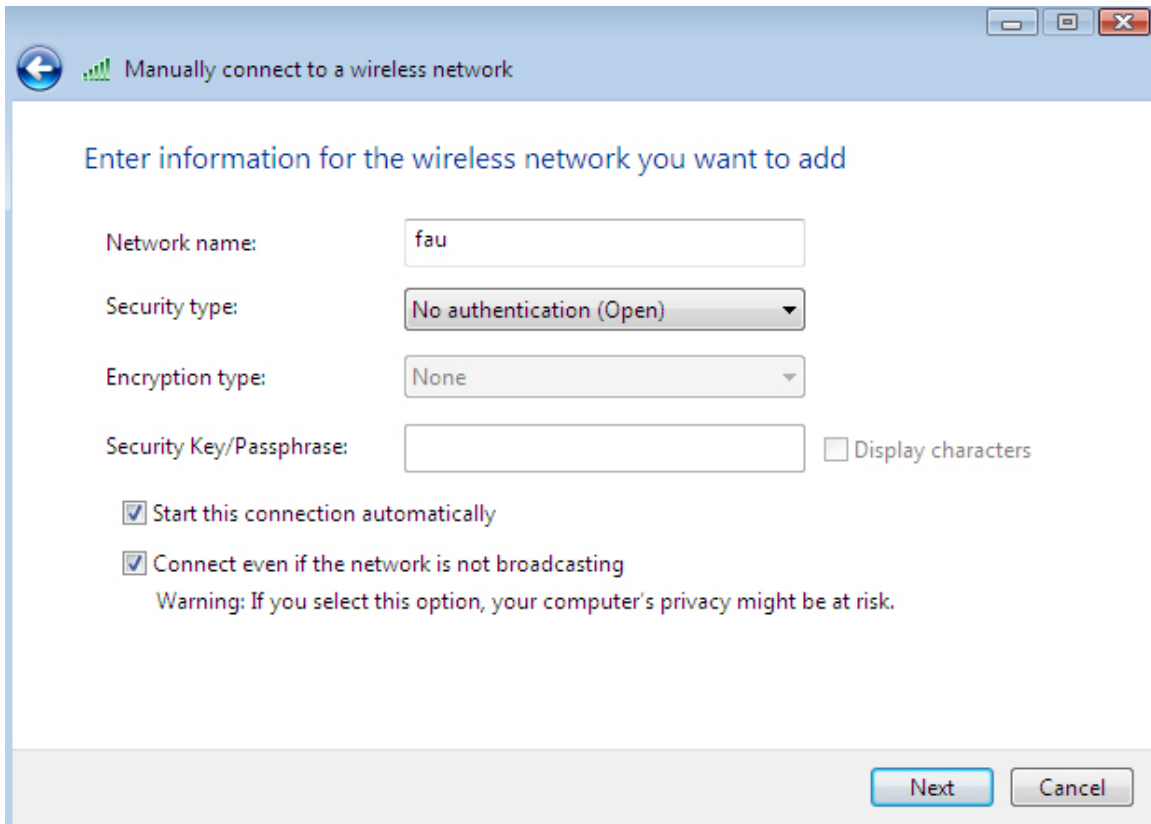 Manually connect to a wireless network
Enter information for the wireless network you want to add
Network name: fau
Security type: No authentication (Open)
Encryption type: None
Security Key/Passphrase: Display characters
Start this connection automatically
Connect even if the network is not broadcasting
Warning: If you select this option, your computer's privacy might be at risk.
Next Cancel